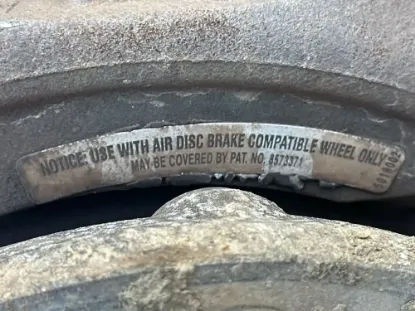 NOTICE: USE WITH AIR DISC BRAKE COMPATIBLE WHEEL ONLY
MAY BE COVERED BY PAT. NO. 8573371